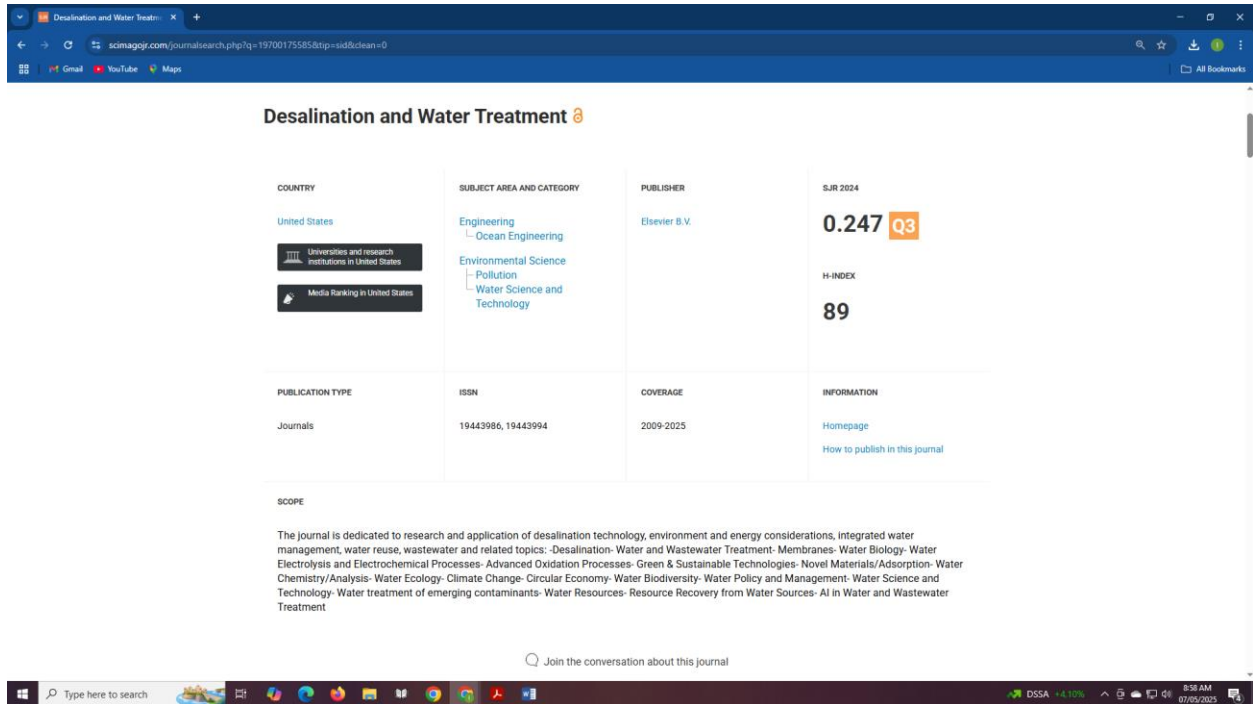 Desalination and Water Treatm
scimagojr.com/journalsearch.php?q=19700175585&tip=sid&clean=0
Gmail
YouTube
Maps
All Bookmarks
Desalination and Water Treatment
COUNTRY
United States
Universities and research
institutions in United States
Media Ranking in United States
SUBJECT AREA AND CATEGORY
Engineering
Ocean Engineering
Environmental Science
Pollution
Water Science and
Technology
PUBLISHER
Elsevier B.V.
SJR 2024
0.247 Q3
H-INDEX
89
PUBLICATION TYPE
Journals
ISSN
19443986, 19443994
COVERAGE
2009-2025
INFORMATION
Homepage
How to publish in this journal
SCOPE
The journal is dedicated to research and application of desalination technology, environment and energy considerations, integrated water
management, water reuse, wastewater and related topics: -Desalination- Water and Wastewater Treatment- Membranes- Water Biology- Water
Electrolysis and Electrochemical Processes- Advanced Oxidation Processes- Green & Sustainable Technologies- Novel Materials/Adsorption- Water
Chemistry/Analysis- Water Ecology- Climate Change- Circular Economy- Water Biodiversity- Water Policy and Management- Water Science and
Technology- Water treatment of emerging contaminants- Water Resources- Resource Recovery from Water Sources- AI in Water and Wastewater
Treatment
Join the conversation about this journal
Type here to search
DSSA +4.10%
8:58 AM
07/05/2025